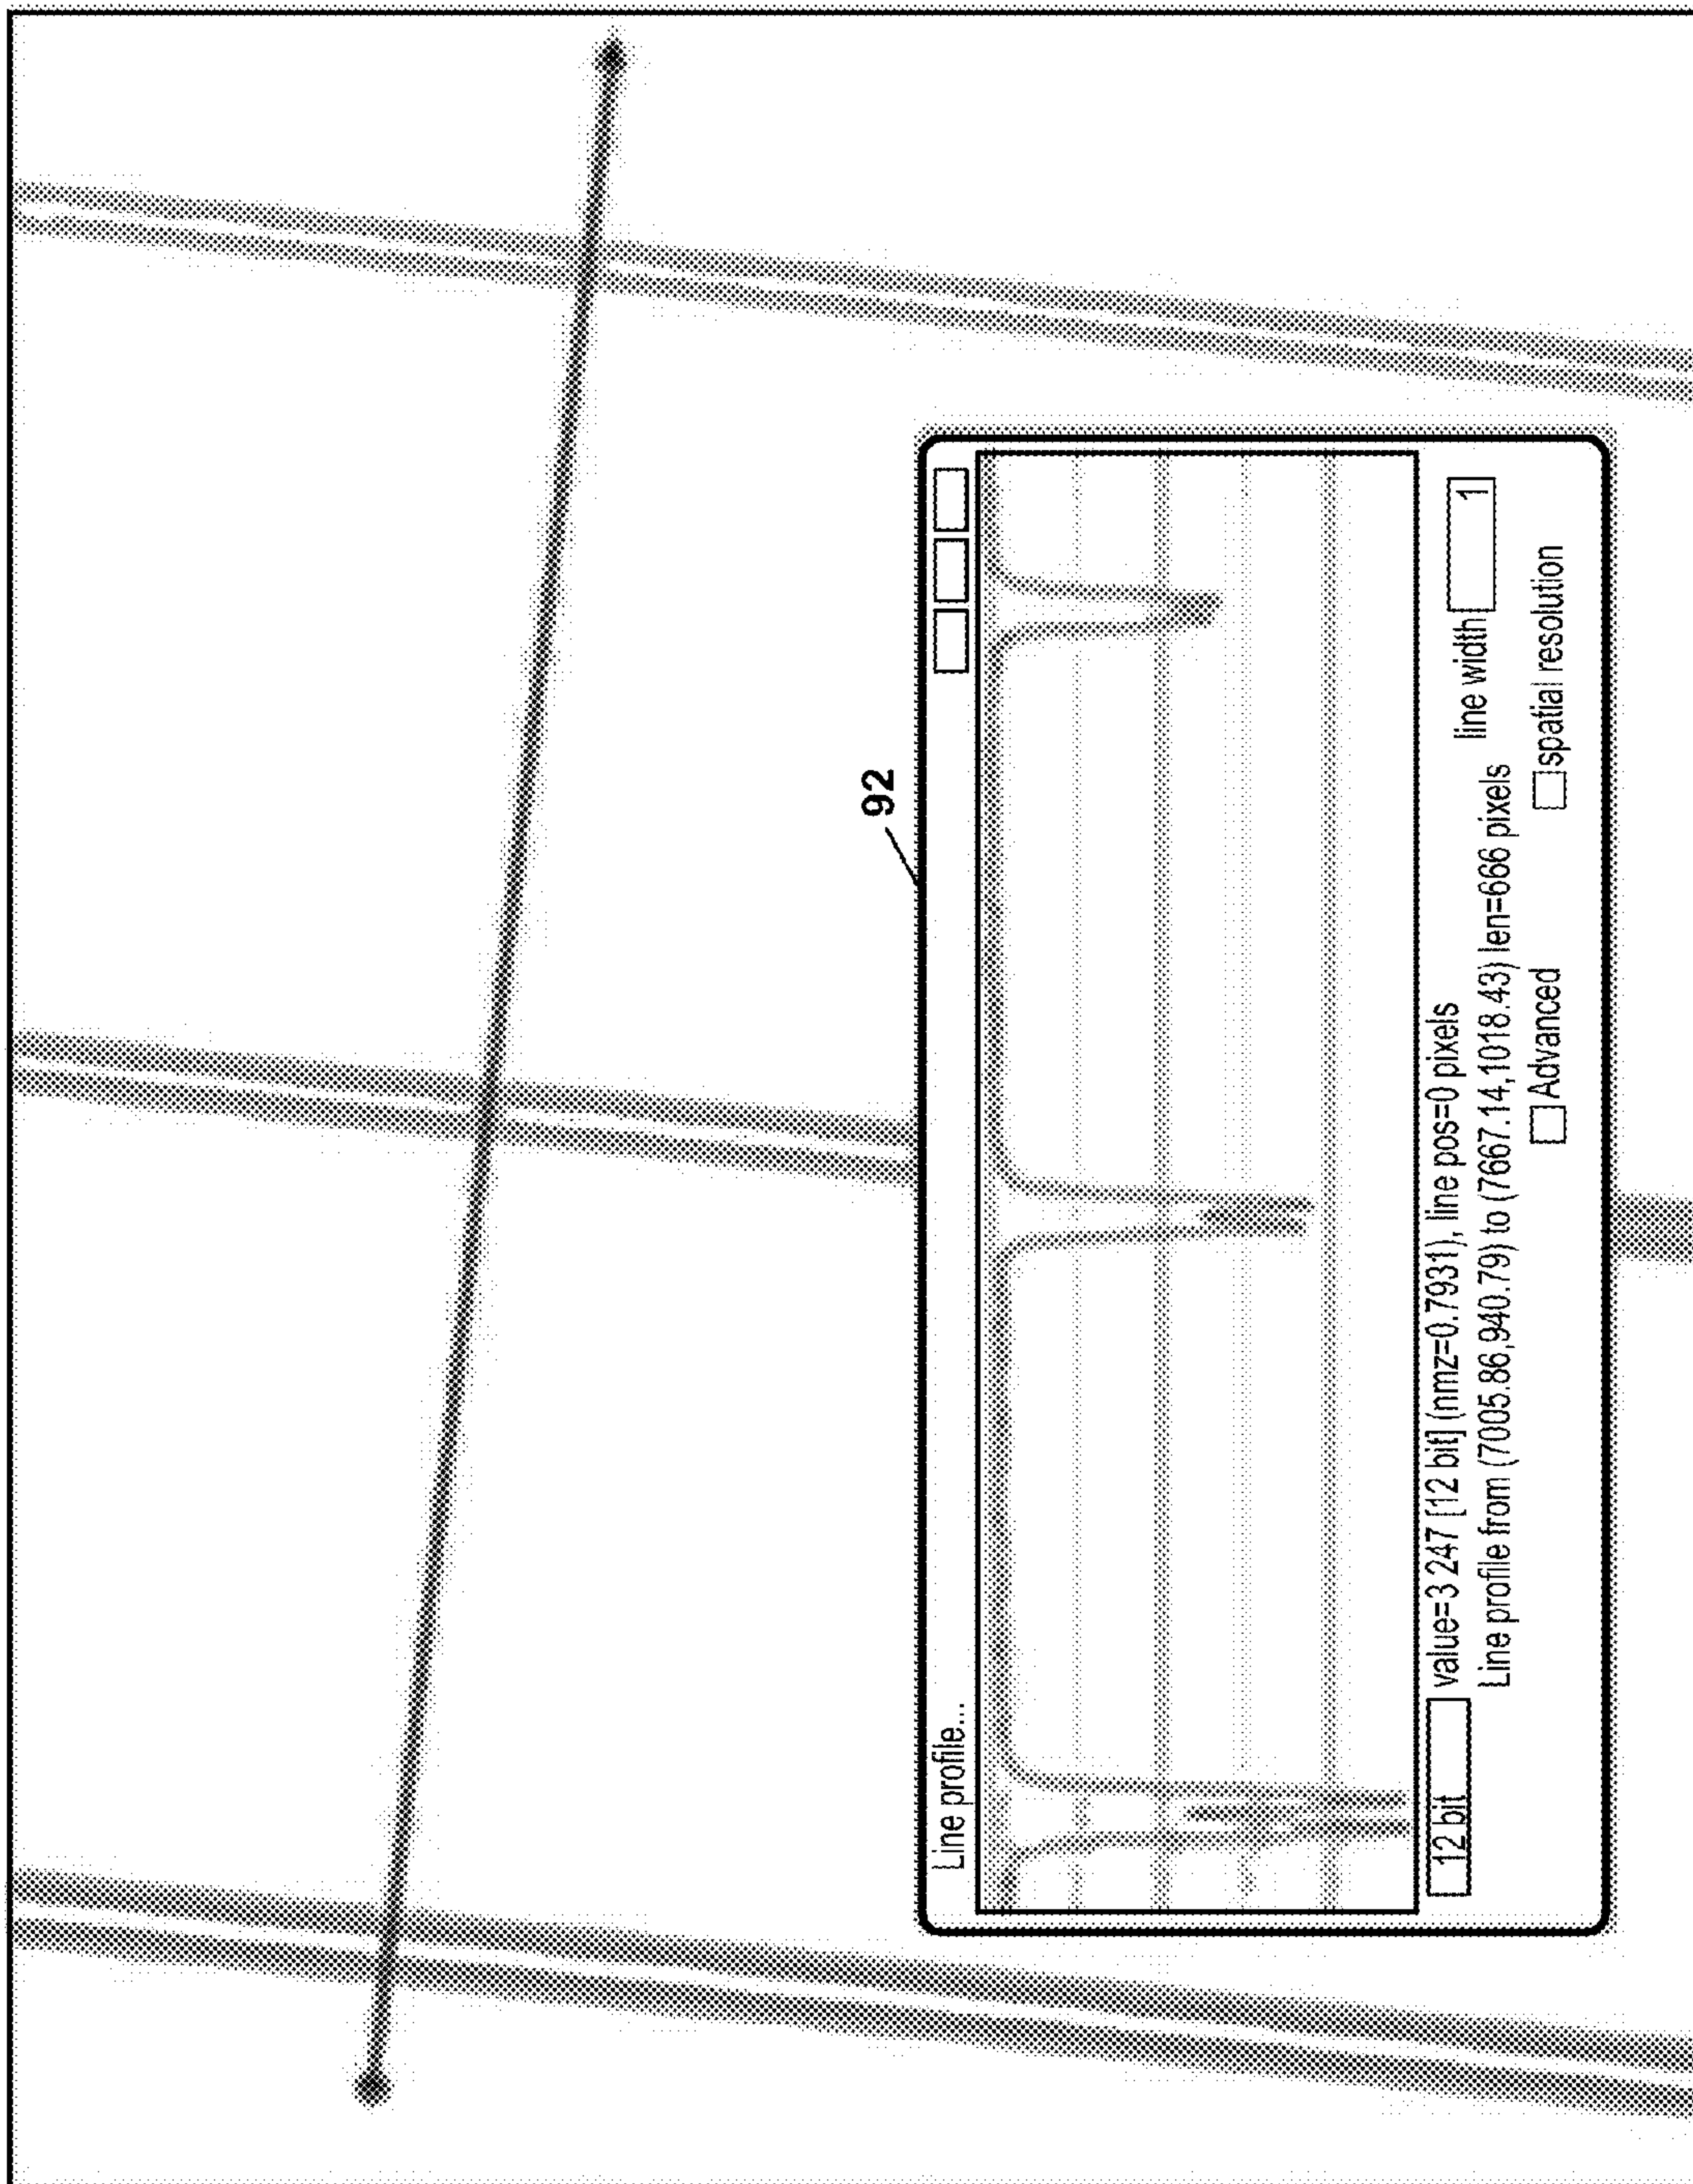 92
Line profile...
12 bit
value=3 247 [12 bit] (nmz=0.7931), line pos=0 pixels
line width 1
Line profile from (7005.86,940.79) to (7667.14,1018.43) len=666 pixels
Advanced
spatial resolution